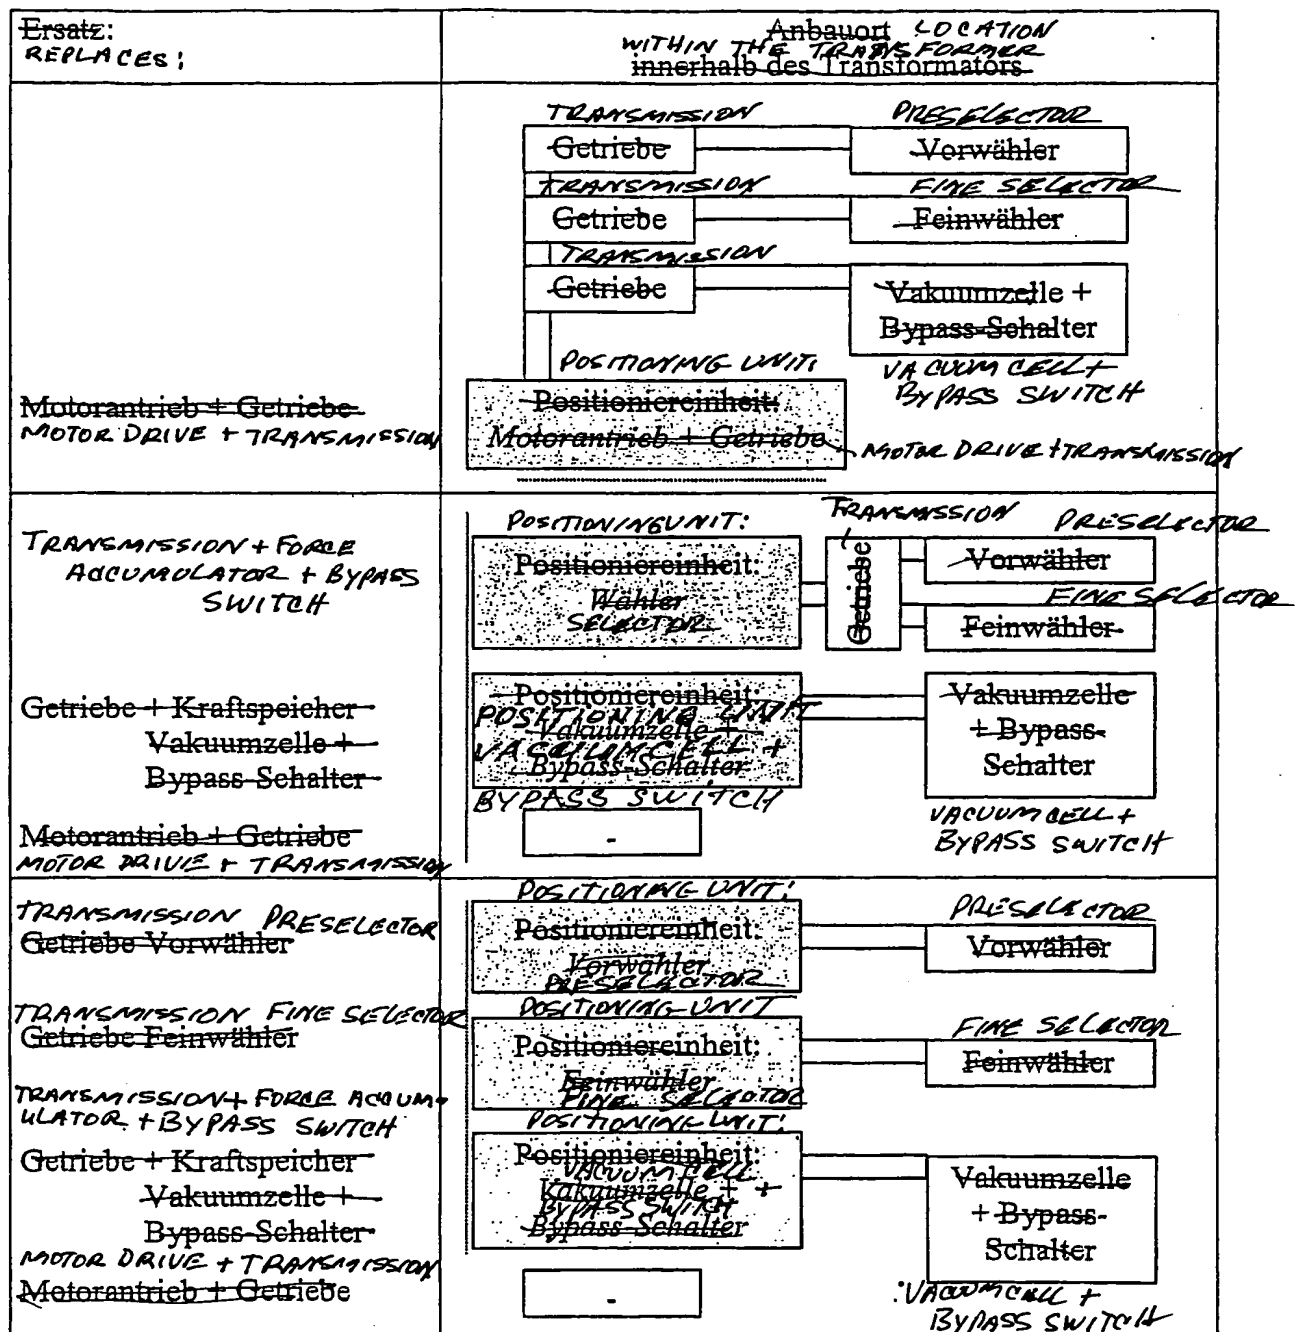 Ersatz:
REPLACES:
Anbauort LOCATION
WITHIN THE TRANSFORMER
innerhalb des Transformators
TRANSMISSION PRESELECTOR
Getriebe Vorwähler
TRANSMISSION FINE SELECTOR
Getriebe Feinwähler
TRANSMISSION
Getriebe Vakuumzelle +
Bypass-Schalter
VACUUM CELL +
BYPASS SWITCH
POSITIONING UNIT:
Positioniereinheit:
Motorantrieb + Getriebe
MOTOR DRIVE + TRANSMISSION
Motorantrieb + Getriebe
MOTOR DRIVE + TRANSMISSION
TRANSMISSION + FORCE
ACCUMULATOR + BYPASS
SWITCH
POSITIONING UNIT:
Positioniereinheit:
Wähler
SELECTOR
TRANSMISSION
Getriebe
PRESELECTOR
Vorwähler
FINE SELECTOR
Feinwähler
Getriebe + Kraftspeicher
Vakuumzelle +
Bypass-Schalter
Positioniereinheit:
POSITIONING UNIT
Vakuumzelle +
VACUUM CELL +
Bypass-Schalter
BYPASS SWITCH
Vakuumzelle
+ Bypass-
Schalter
VACUUM CELL +
BYPASS SWITCH
Motorantrieb + Getriebe
MOTOR DRIVIE + TRANSMISSION
-
TRANSMISSION PRESELECTOR
Getriebe Vorwähler
POSITIONING UNIT:
Positioniereinheit:
Vorwähler
PRESELECTOR
PRESELECTOR
Vorwähler
TRANSMISSION FINE SELECTOR
Getriebe Feinwähler
POSITIONING UNIT
Positioniereinheit:
Feinwähler
FINE SELECTOR
FINE SELECTOR
Feinwähler
TRANSMISSION + FORCE ACCUM-
ULATOR + BYPASS SWITCH
Getriebe + Kraftspeicher
Vakuumzelle +
Bypass-Schalter
POSITIONING UNIT:
Positioniereinheit:
VACUUM CELL
Vakuumzelle + +
BYPASS SWITCH
Bypass-Schalter
Vakuumzelle
+ Bypass-
Schalter
VACUUM CELL +
BYPASS SWITCH
MOTOR DRIVE + TRANSMISSION
Motorantrieb + Getriebe
-